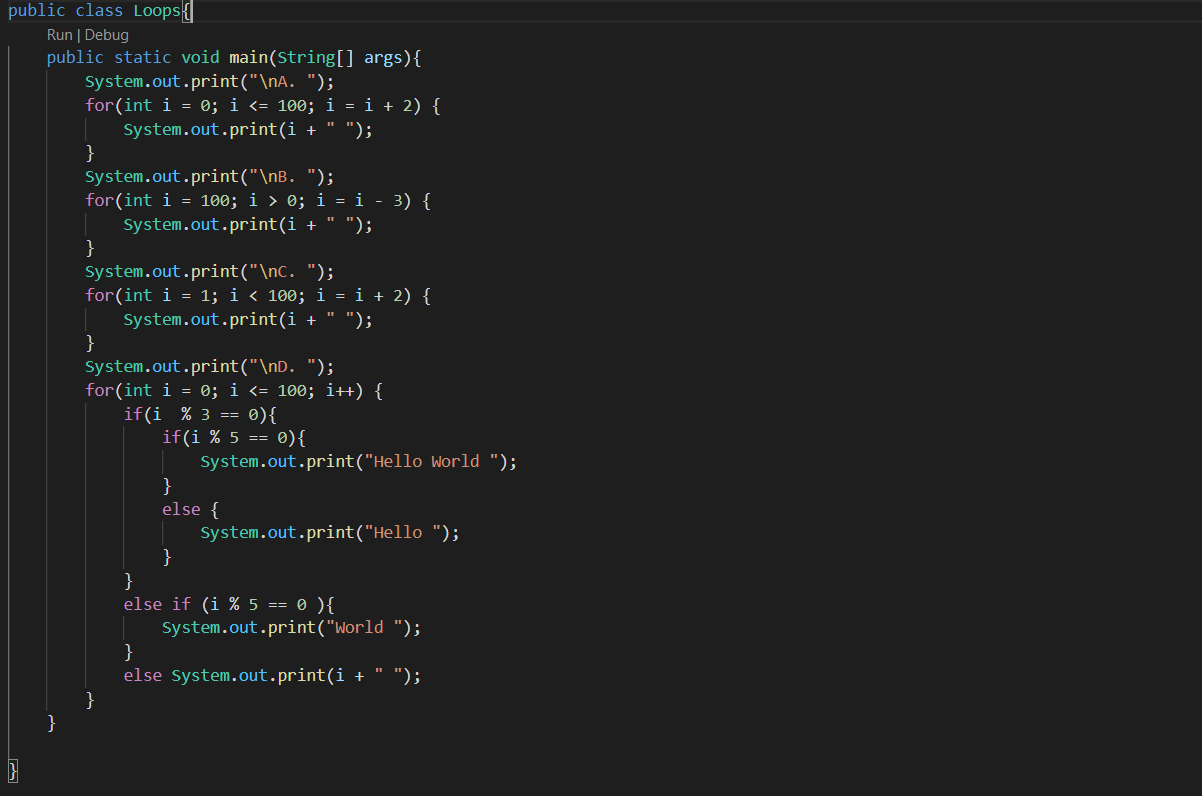 public class Loops{
    Run | Debug
    public static void main(String[] args){
        System.out.print("\nA. ");
        for(int i = 0; i <= 100; i = i + 2) {
            System.out.print(i + " ");
        }
        System.out.print("\nB. ");
        for(int i = 100; i > 0; i = i - 3) {
            System.out.print(i + " ");
        }
        System.out.print("\nC. ");
        for(int i = 1; i < 100; i = i + 2) {
            System.out.print(i + " ");
        }
        System.out.print("\nD. ");
        for(int i = 0; i <= 100; i++) {
            if(i  % 3 == 0){
                if(i % 5 == 0){
                    System.out.print("Hello World ");
                }
                else {
                    System.out.print("Hello ");
                }
            }
            else if (i % 5 == 0 ){
                System.out.print("World ");
            }
            else System.out.print(i + " ");
        }
    }

}